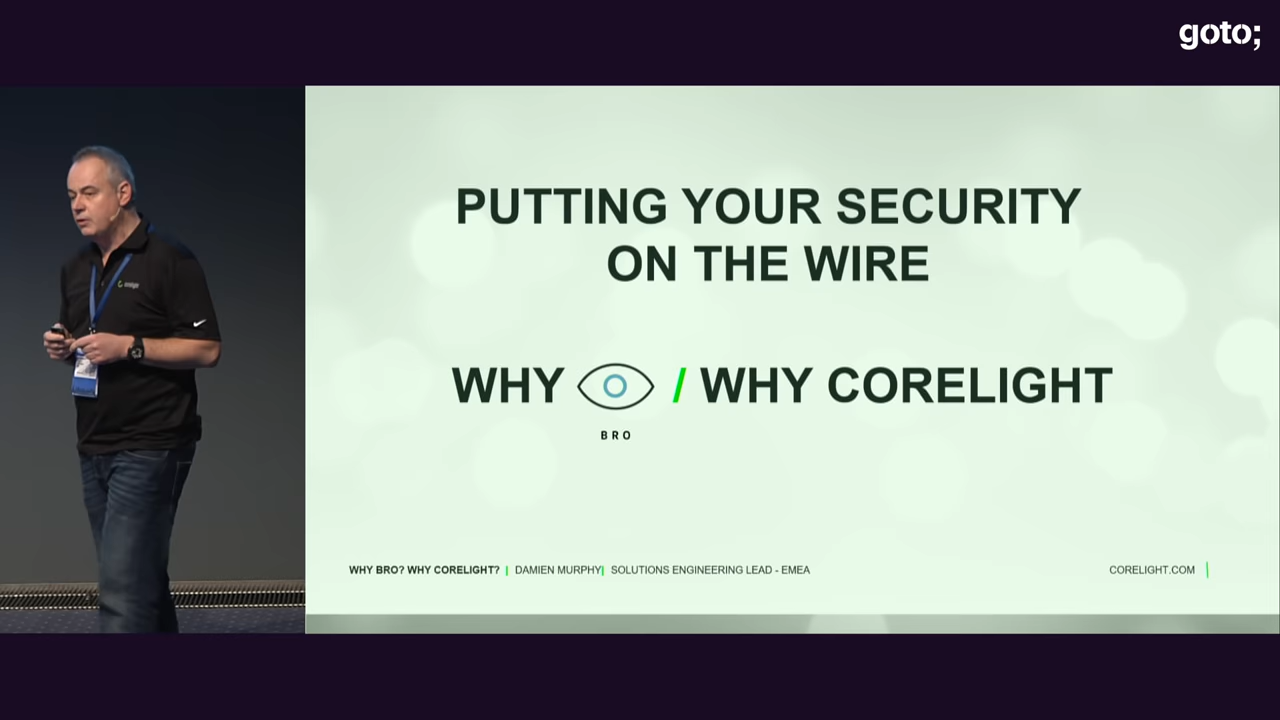 goto;
PUTTING YOUR SECURITY
ON THE WIRE
WHY / WHY CORELIGHT
BRO
WHY BRO? WHY CORELIGHT? | DAMIEN MURPHY| SOLUTIONS ENGINEERING LEAD - EMEA
CORELIGHT.COM |